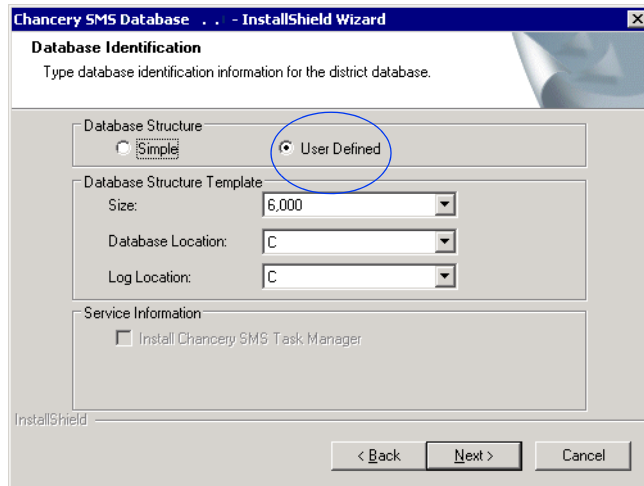 Chancery SMS Database . . - InstallShield Wizard
Database Identification
Type database identification information for the district database.
Database Structure
Simple
User Defined
Database Structure Template
Size:
6,000
Database Location:
C
Log Location:
C
Service Information
Install Chancery SMS Task Manager
InstallShield
< Back
Next >
Cancel